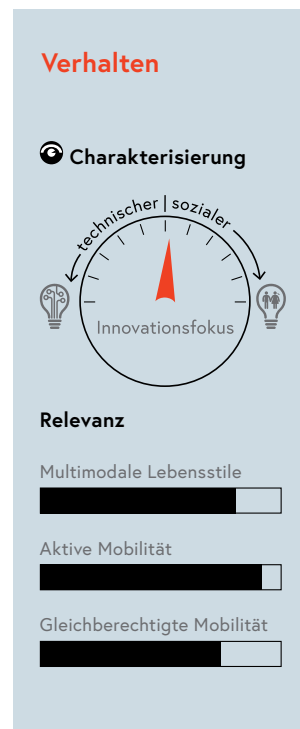 Verhalten
Charakterisierung
technischer | sozialer
Innovationsfokus
Relevanz
Multimodale Lebensstile
Aktive Mobilität
Gleichberechtigte Mobilität